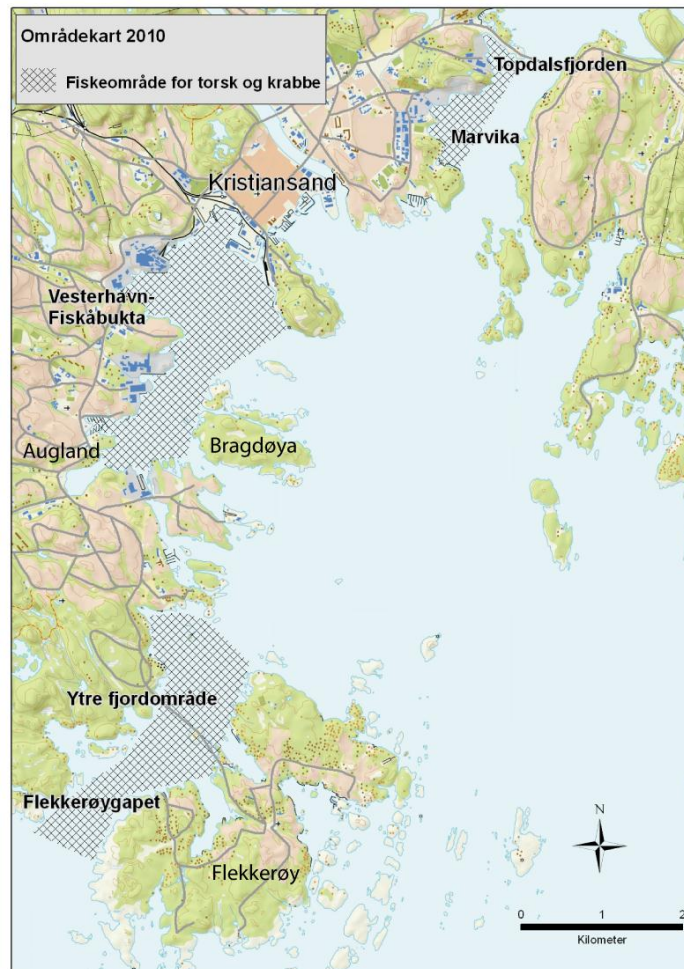 Områdekart 2010
Fiskeområde for torsk og krabbe
Topdalsfjorden
Marvika
Kristiansand
Vesterhavn-
Fiskåbukta
Augland
Bragdøya
Ytre fjordområde
Flekkerøygapet
Flekkerøy
N
0 1 2
Kilometer